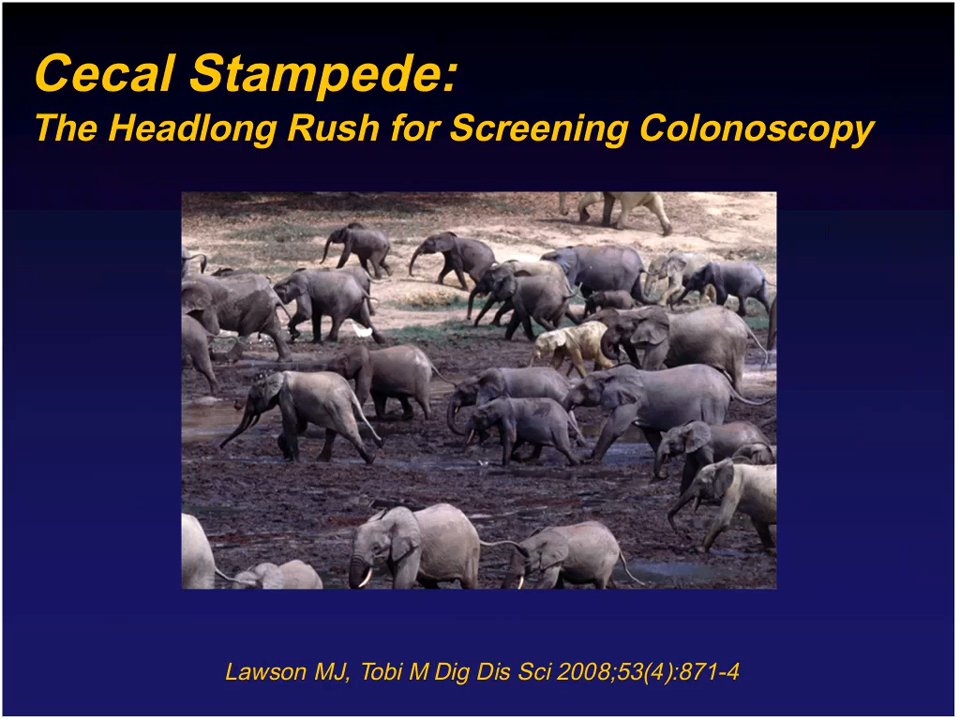 Cecal Stampede:
The Headlong Rush for Screening Colonoscopy
Lawson MJ, Tobi M Dig Dis Sci 2008;53(4):871-4